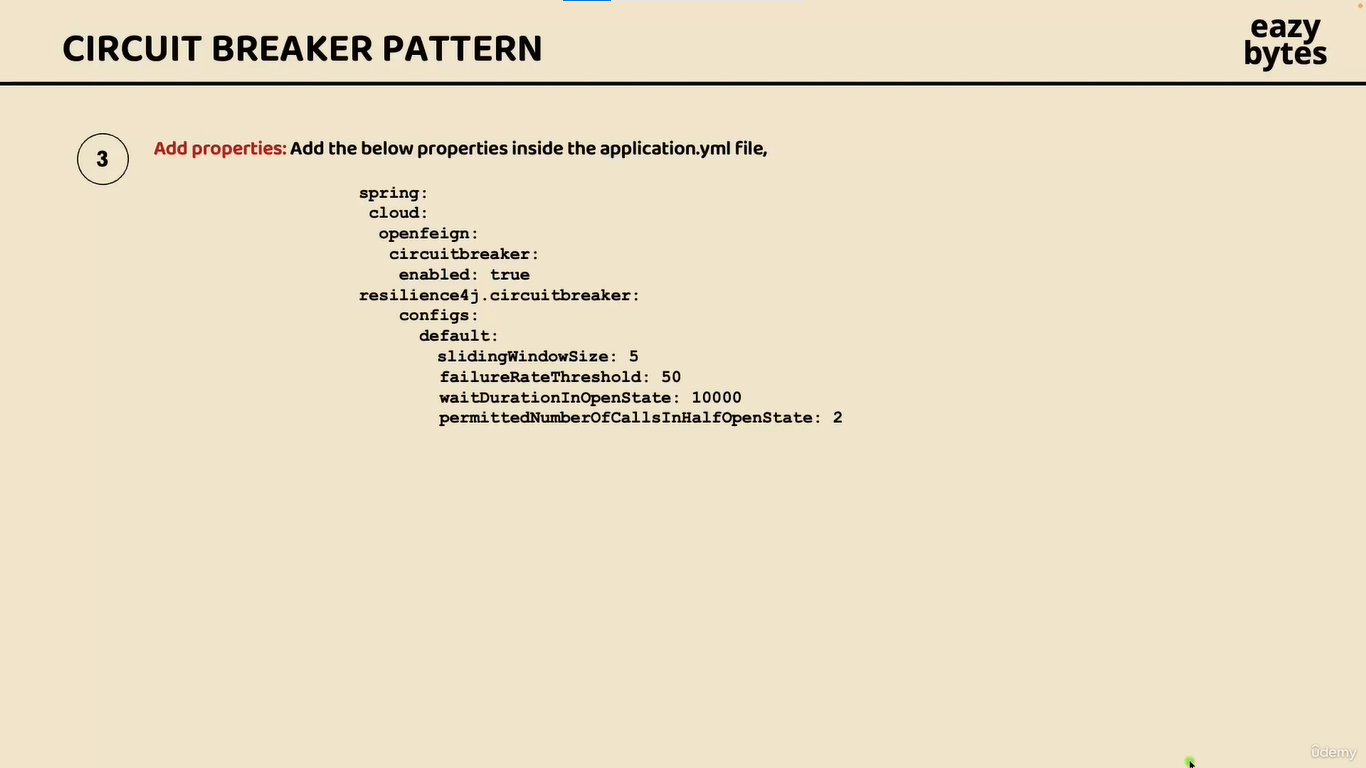 CIRCUIT BREAKER PATTERN
eazy
bytes
3
Add properties: Add the below properties inside the application.yml file,
spring:
cloud:
openfeign:
circuitbreaker:
enabled: true
resilience4j.circuitbreaker:
configs:
default:
slidingWindowSize: 5
failureRateThreshold: 50
waitDurationInOpenState: 10000
permittedNumberOfCallsInHalfOpenState: 2
ûdemy